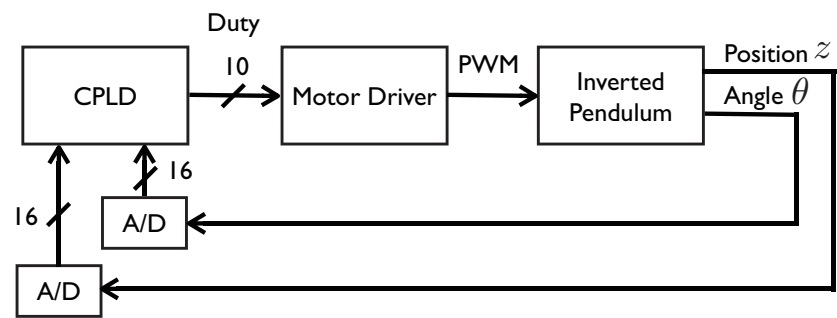 Duty
10
CPLD
Motor Driver
PWM
Inverted
Pendulum
Position z
Angle θ
16
16
A/D
A/D